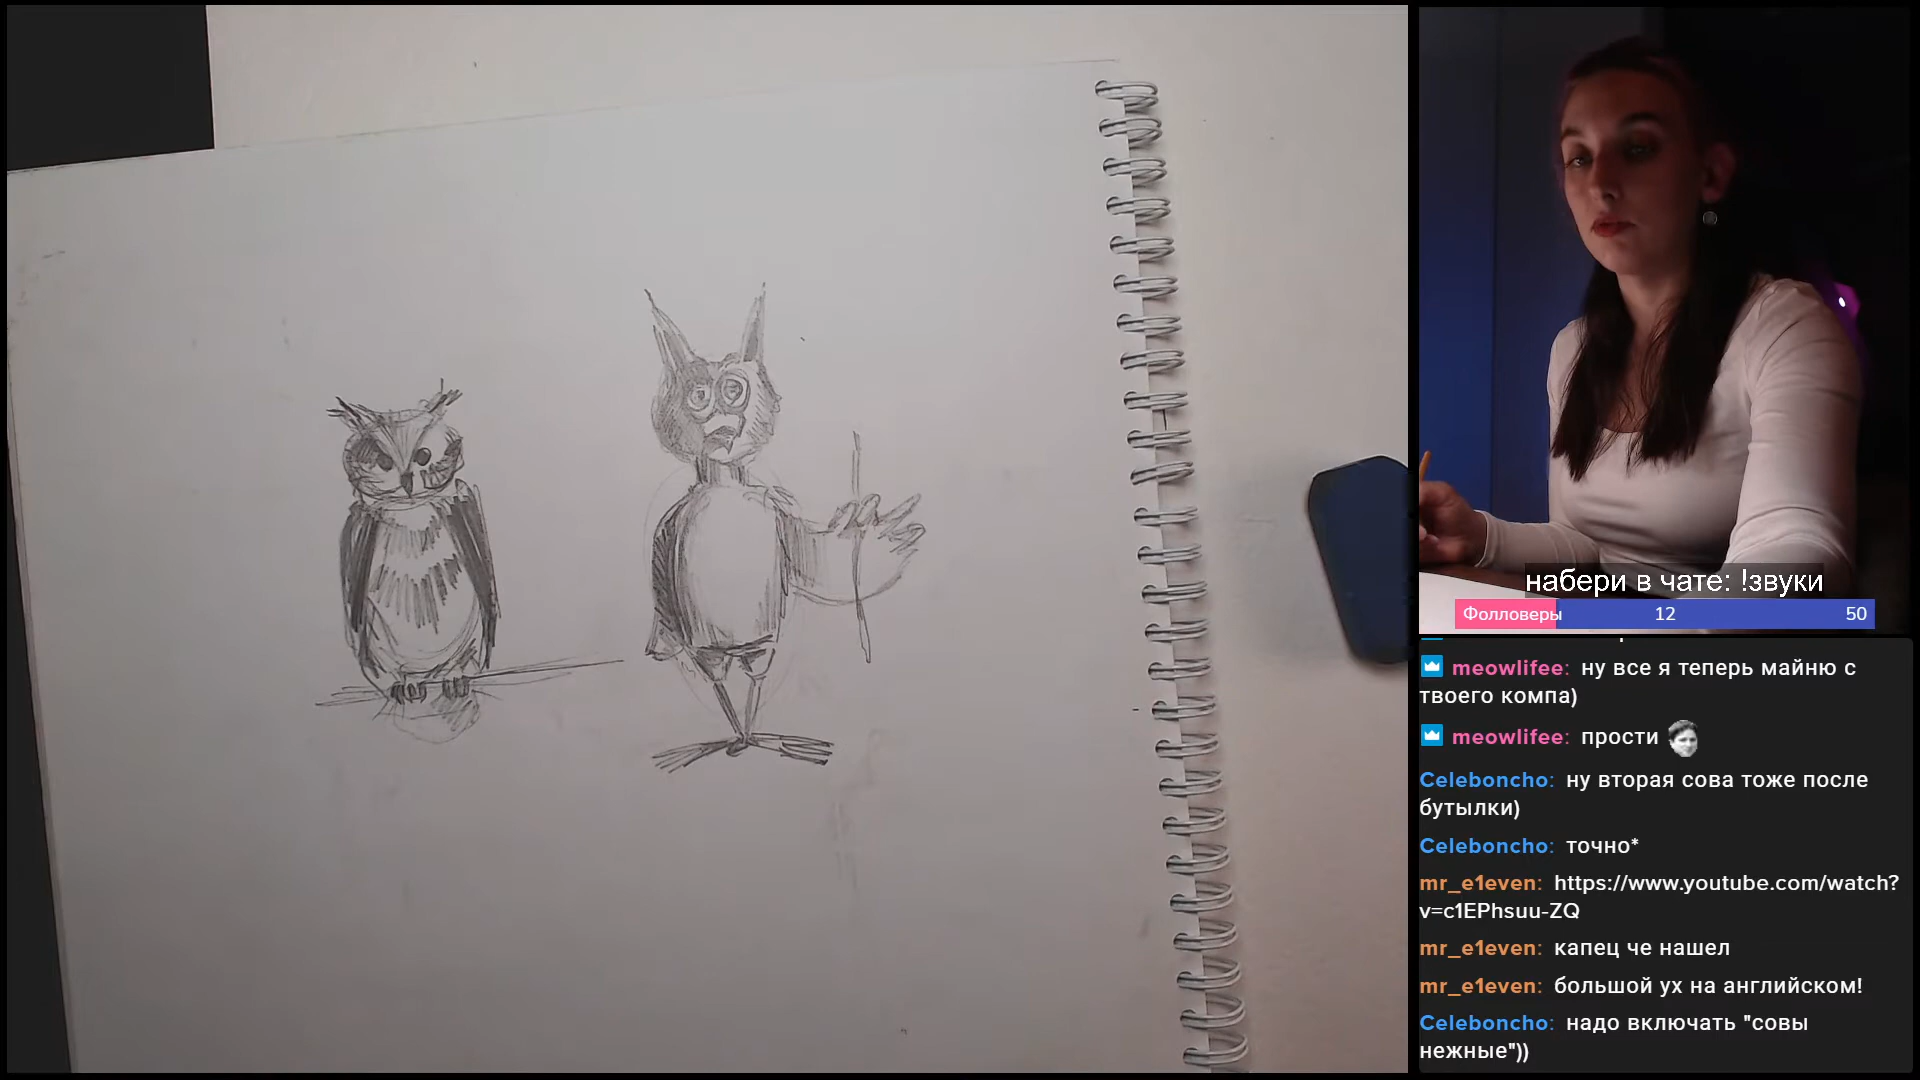 набери в чате: !звуки
Фолловеры 12 50
meowlifee: ну все я теперь майню с
твоего компа)
meowlifee: прости
Celeboncho: ну вторая сова тоже после
бутылки)
Celeboncho: точно*
mr_e1even: https://www.youtube.com/watch?
v=c1EPhsuu-ZQ
mr_e1even: капец че нашел
mr_e1even: большой ух на английском!
Celeboncho: надо включать "совы
нежные"))